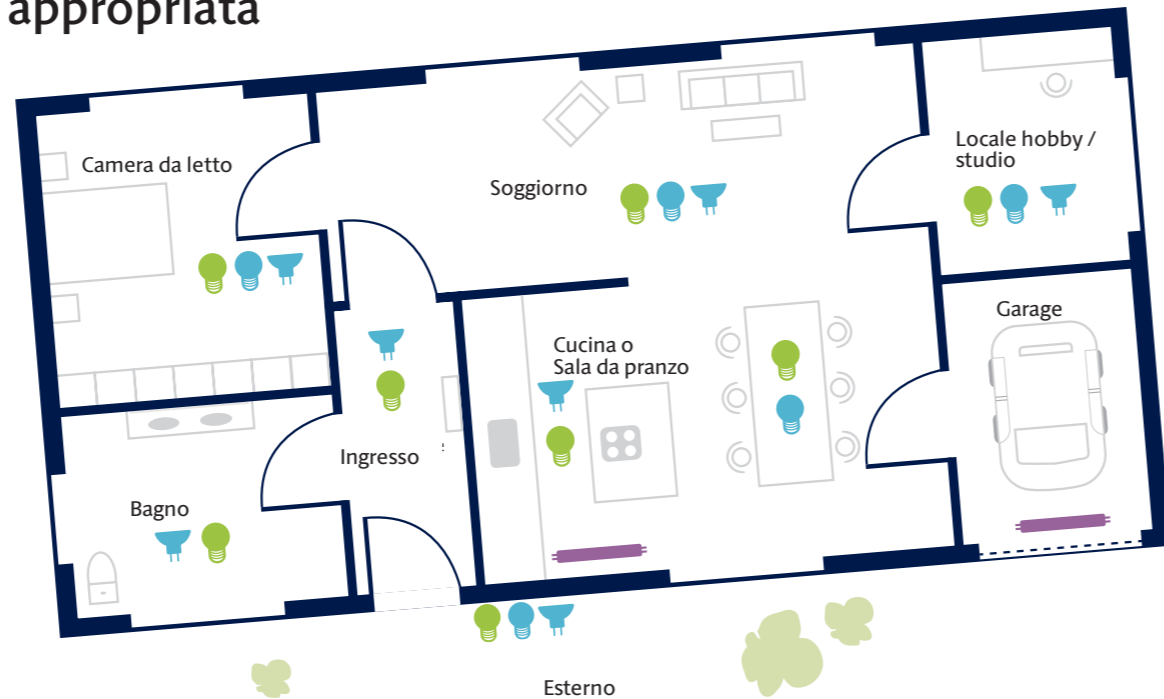 appropriata
Camera da letto
Soggiorno
Locale hobby /
studio
Garage
Cucina o
Sala da pranzo
Ingresso
Bagno
Esterno